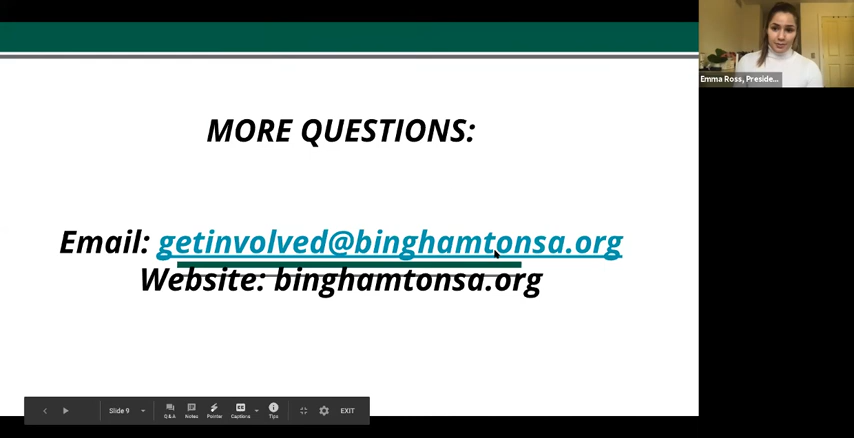 Emma Ross, Preside...
MORE QUESTIONS:
Email: getinvolved@binghamtonsa.org
Website: binghamtonsa.org
Slide 9
Q&A
Notes
Pointer
Captions
Tips
EXIT